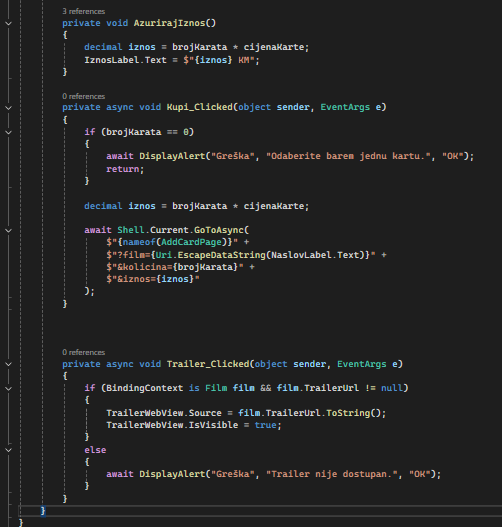 3 references
private void AzurirajIznos()
{
decimal iznos = brojKarata * cijenaKarte;
IznosLabel.Text = $"{iznos} KM";
}
0 references
private async void Kupi_Clicked(object sender, EventArgs e)
{
if (brojKarata == 0)
{
await DisplayAlert("Greška", "Odaberite barem jednu kartu.", "OK");
return;
}
decimal iznos = brojKarata * cijenaKarte;
await Shell.Current.GoToAsync(
$"{nameof(AddCardPage)}" +
$"?film={Uri.EscapeDataString(NaslovLabel.Text)}" +
$"&kolicina={brojKarata}" +
$"&iznos={iznos}"
);
}
0 references
private async void Trailer_Clicked(object sender, EventArgs e)
{
if (BindingContext is Film film && film.TrailerUrl != null)
{
TrailerWebView.Source = film.TrailerUrl.ToString();
TrailerWebView.IsVisible = true;
}
else
{
await DisplayAlert("Greška", "Trailer nije dostupan.", "OK");
}
}
}
}